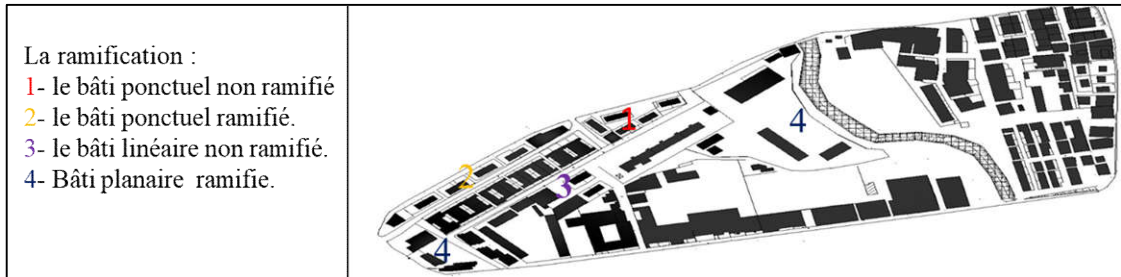 La ramification :
1- le bâti ponctuel non ramifié
2- le bâti ponctuel ramifié.
3- le bâti linéaire non ramifié.
4- Bâti planaire ramifie.
1
4
2
3
4